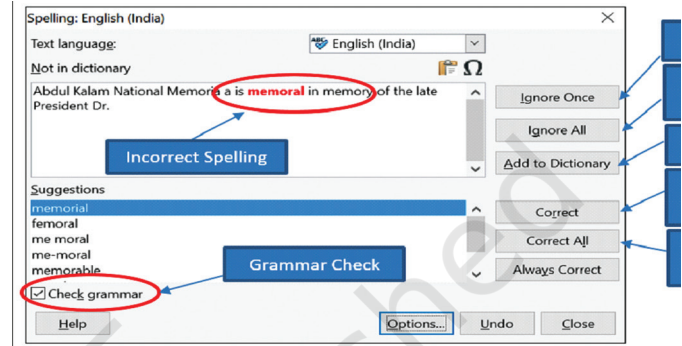 Spelling: English (India)
Text language: English (India)
Not in dictionary
Abdul Kalam National Memoria a is memoral in memory of the late
President Dr.
Ignore Once
Ignore All
Add to Dictionary
Incorrect Spelling
Suggestions
memorial
femoral
me moral
me-moral
memorable
Correct
Correct All
Always Correct
Grammar Check
Check grammar
Help
Options...
Undo
Close